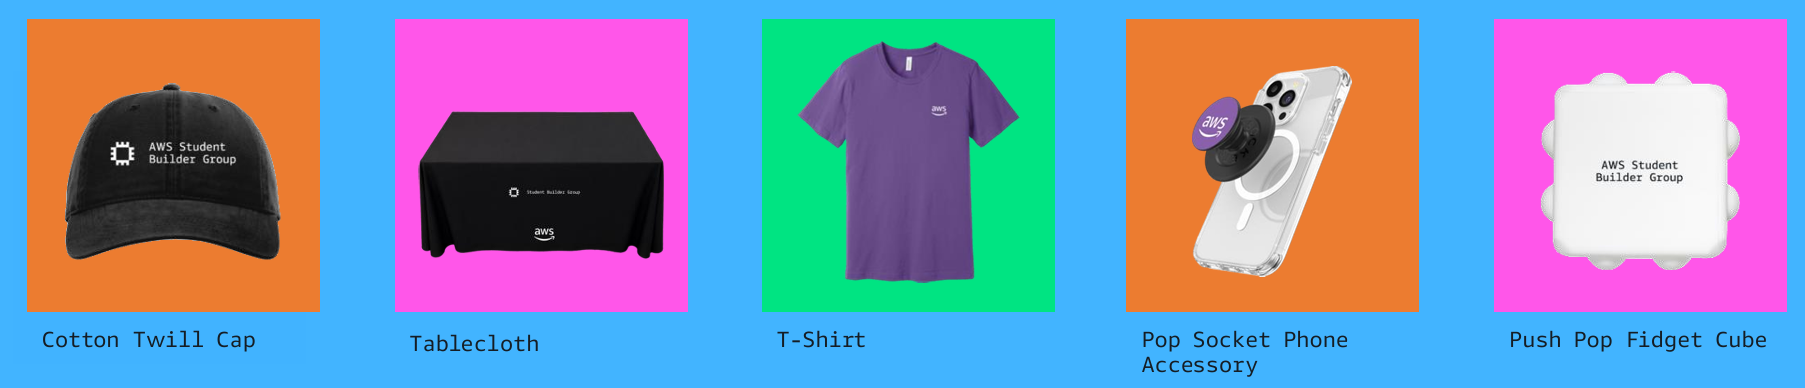 AWS Student
Builder Group
Student Builder Group
aws
aws
aws
AWS Student
Builder Group
Cotton Twill Cap
Tablecloth
T-Shirt
Pop Socket Phone
Accessory
Push Pop Fidget Cube